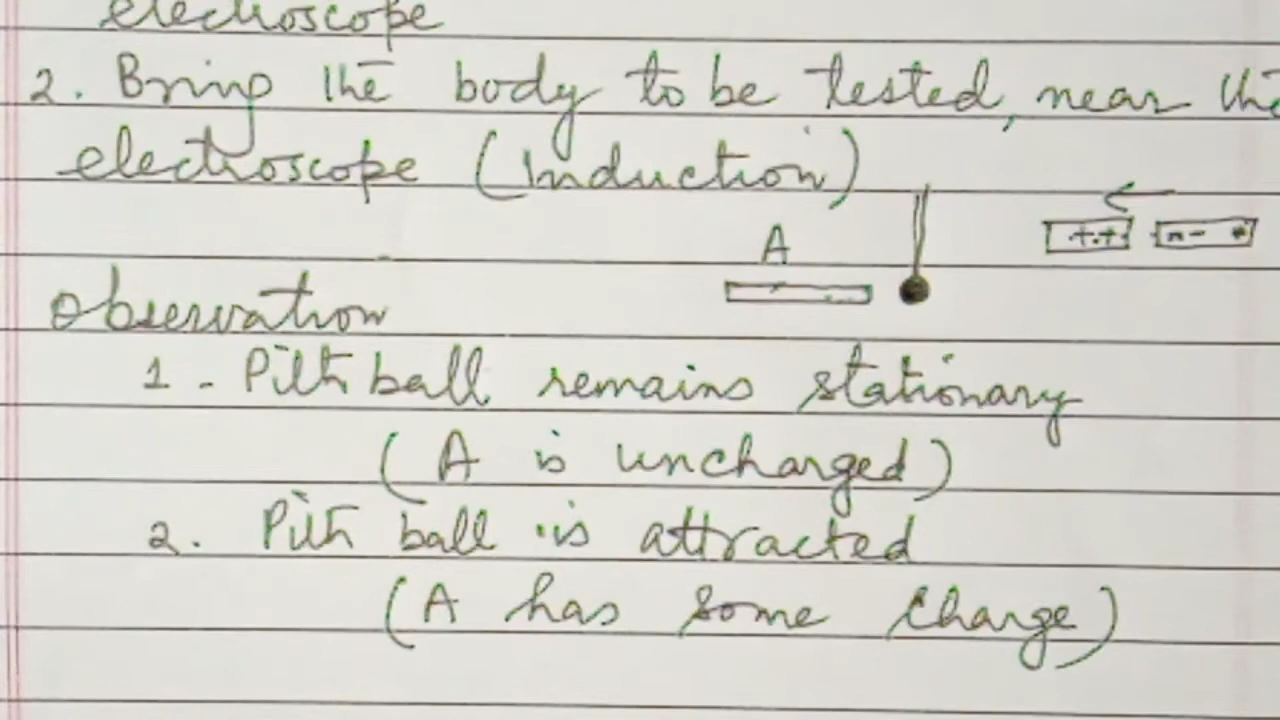 electroscope
2. Bring the body to be tested, near the
electroscope (Induction)
A
++ --
Observation
1 - Pith ball remains stationary
(A is uncharged)
2. Pith ball is attracted
(A has some charge)